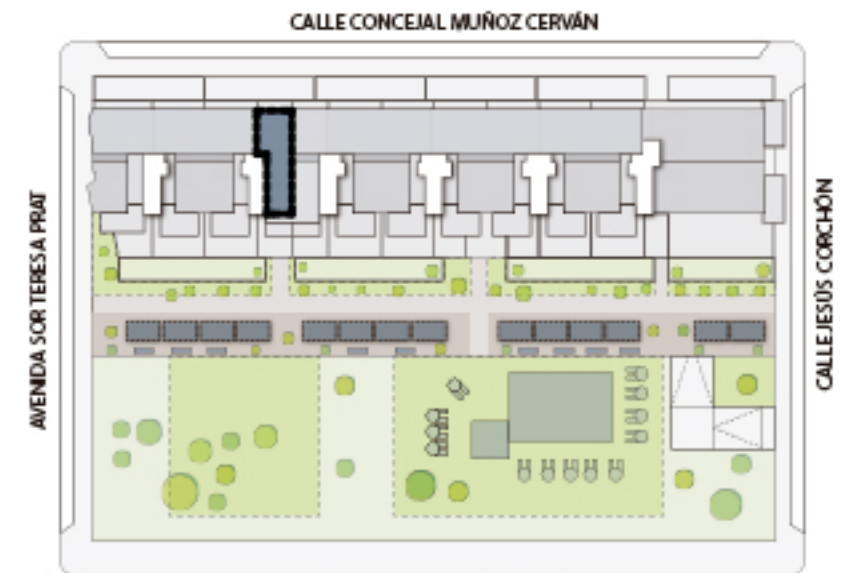 CALLE CONCEJAL MUÑOZ CERVÁN
AVENIDA SOR TERESA PRAT
CALLE JESÚS CORCHÓN